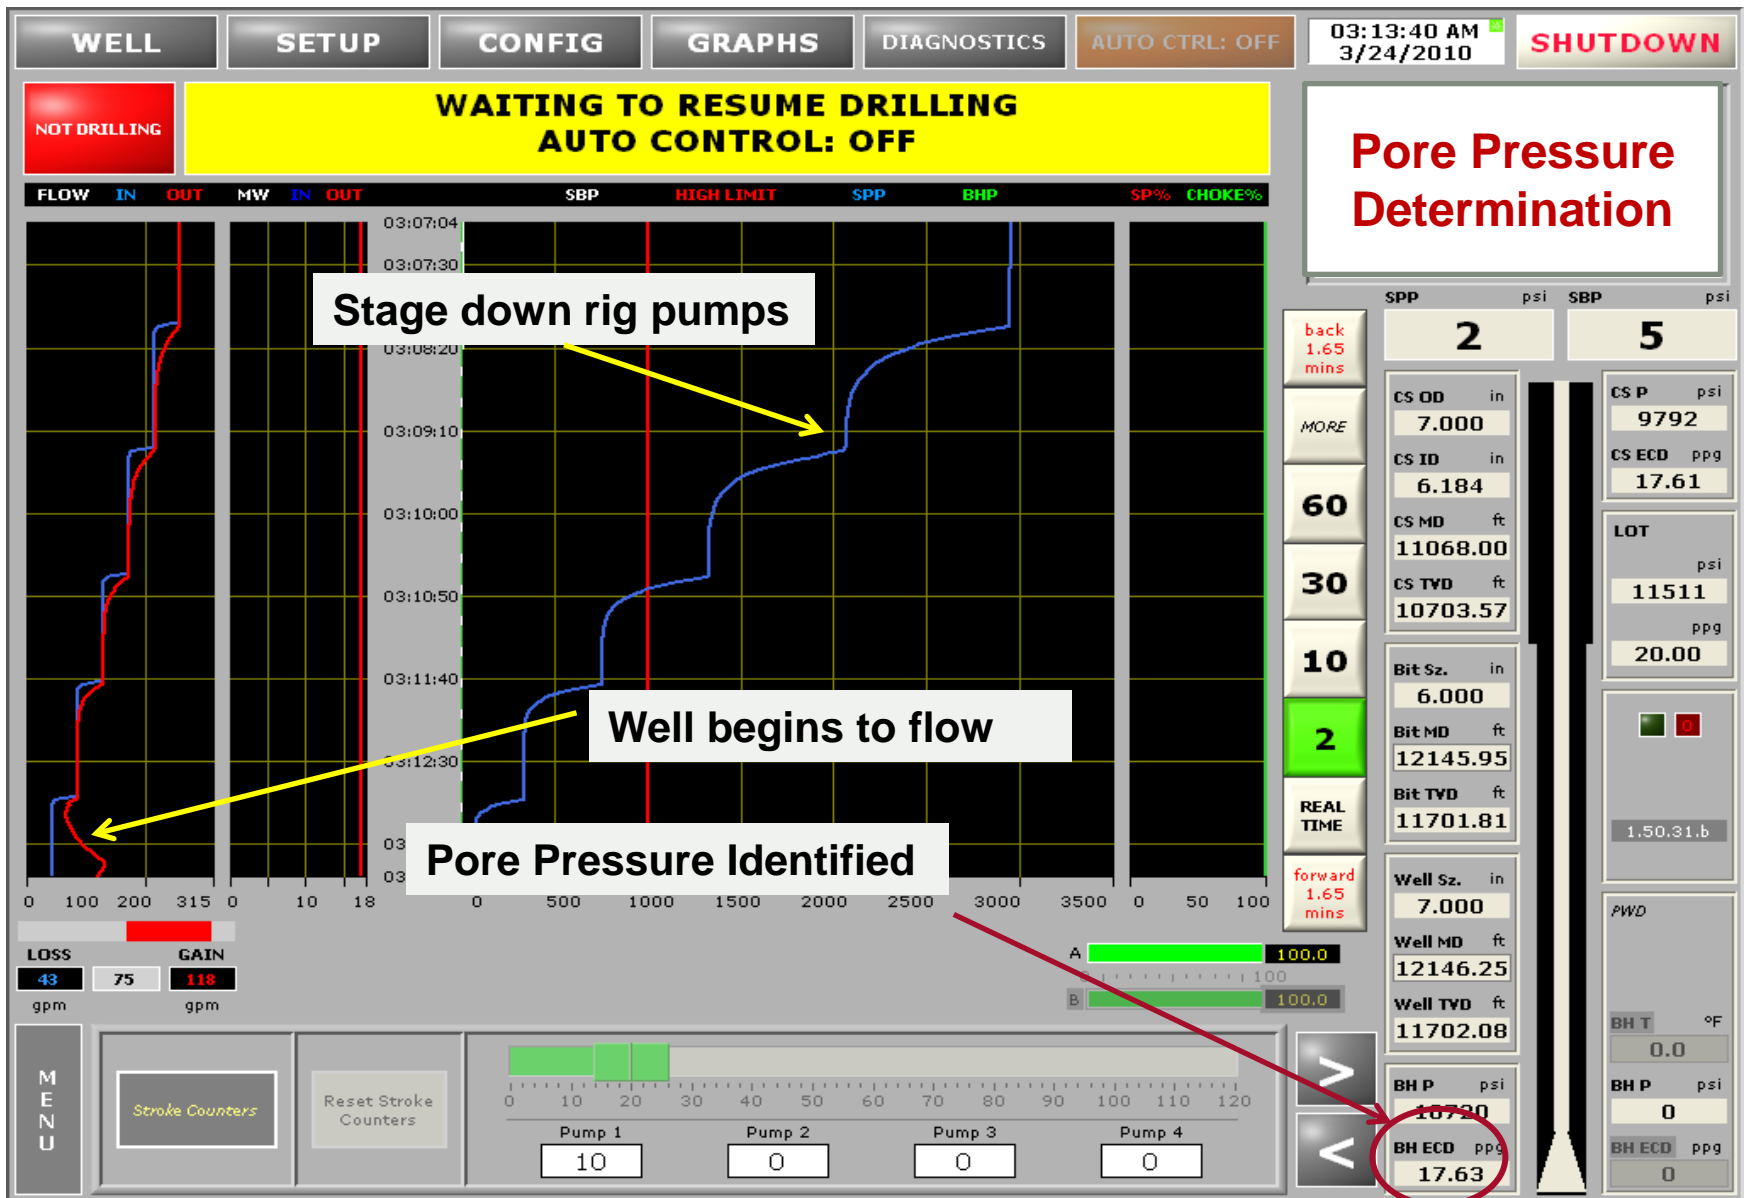 WELL
SETUP
CONFIG
GRAPHS
DIAGNOSTICS
AUTO CTRL: OFF
03:13:40 AM
3/24/2010
SHUTDOWN
NOT DRILLING
WAITING TO RESUME DRILLING
AUTO CONTROL: OFF
Pore Pressure
Determination
FLOW IN OUT MW IN OUT SBP HIGH LIMIT SPP BHP SP% CHOKE%
03:07:04
03:07:30
Stage down rig pumps
03:08:20
03:09:10
03:10:00
03:10:50
03:11:40
Well begins to flow
03:12:30
03
Pore Pressure Identified
03
0 100 200 315 0 10 18 0 500 1000 1500 2000 2500 3000 3500 0 50 100
back
1.65
mins
MORE
60
30
10
2
REAL
TIME
forward
1.65
mins
SPP psi SBP psi
2 5
CS OD in
7.000
CS ID in
6.184
CS MD ft
11068.00
CS TVD ft
10703.57
Bit Sz. in
6.000
Bit MD ft
12145.95
Bit TVD ft
11701.81
Well Sz. in
7.000
Well MD ft
12146.25
Well TVD ft
11702.08
BH P psi
10720
BH ECD ppg
17.63
CS P psi
9792
CS ECD ppg
17.61
LOT
psi
11511
ppg
20.00
0
1.50.31.b
PWD
BH T °F
0.0
BH P psi
0
BH ECD ppg
0
LOSS GAIN
43 75 118
gpm gpm
A 100.0
0 100
B 100.0
MENU
Stroke Counters
Reset Stroke
Counters
0 10 20 30 40 50 60 70 80 90 100 110 120
Pump 1 Pump 2 Pump 3 Pump 4
10 0 0 0
>
<